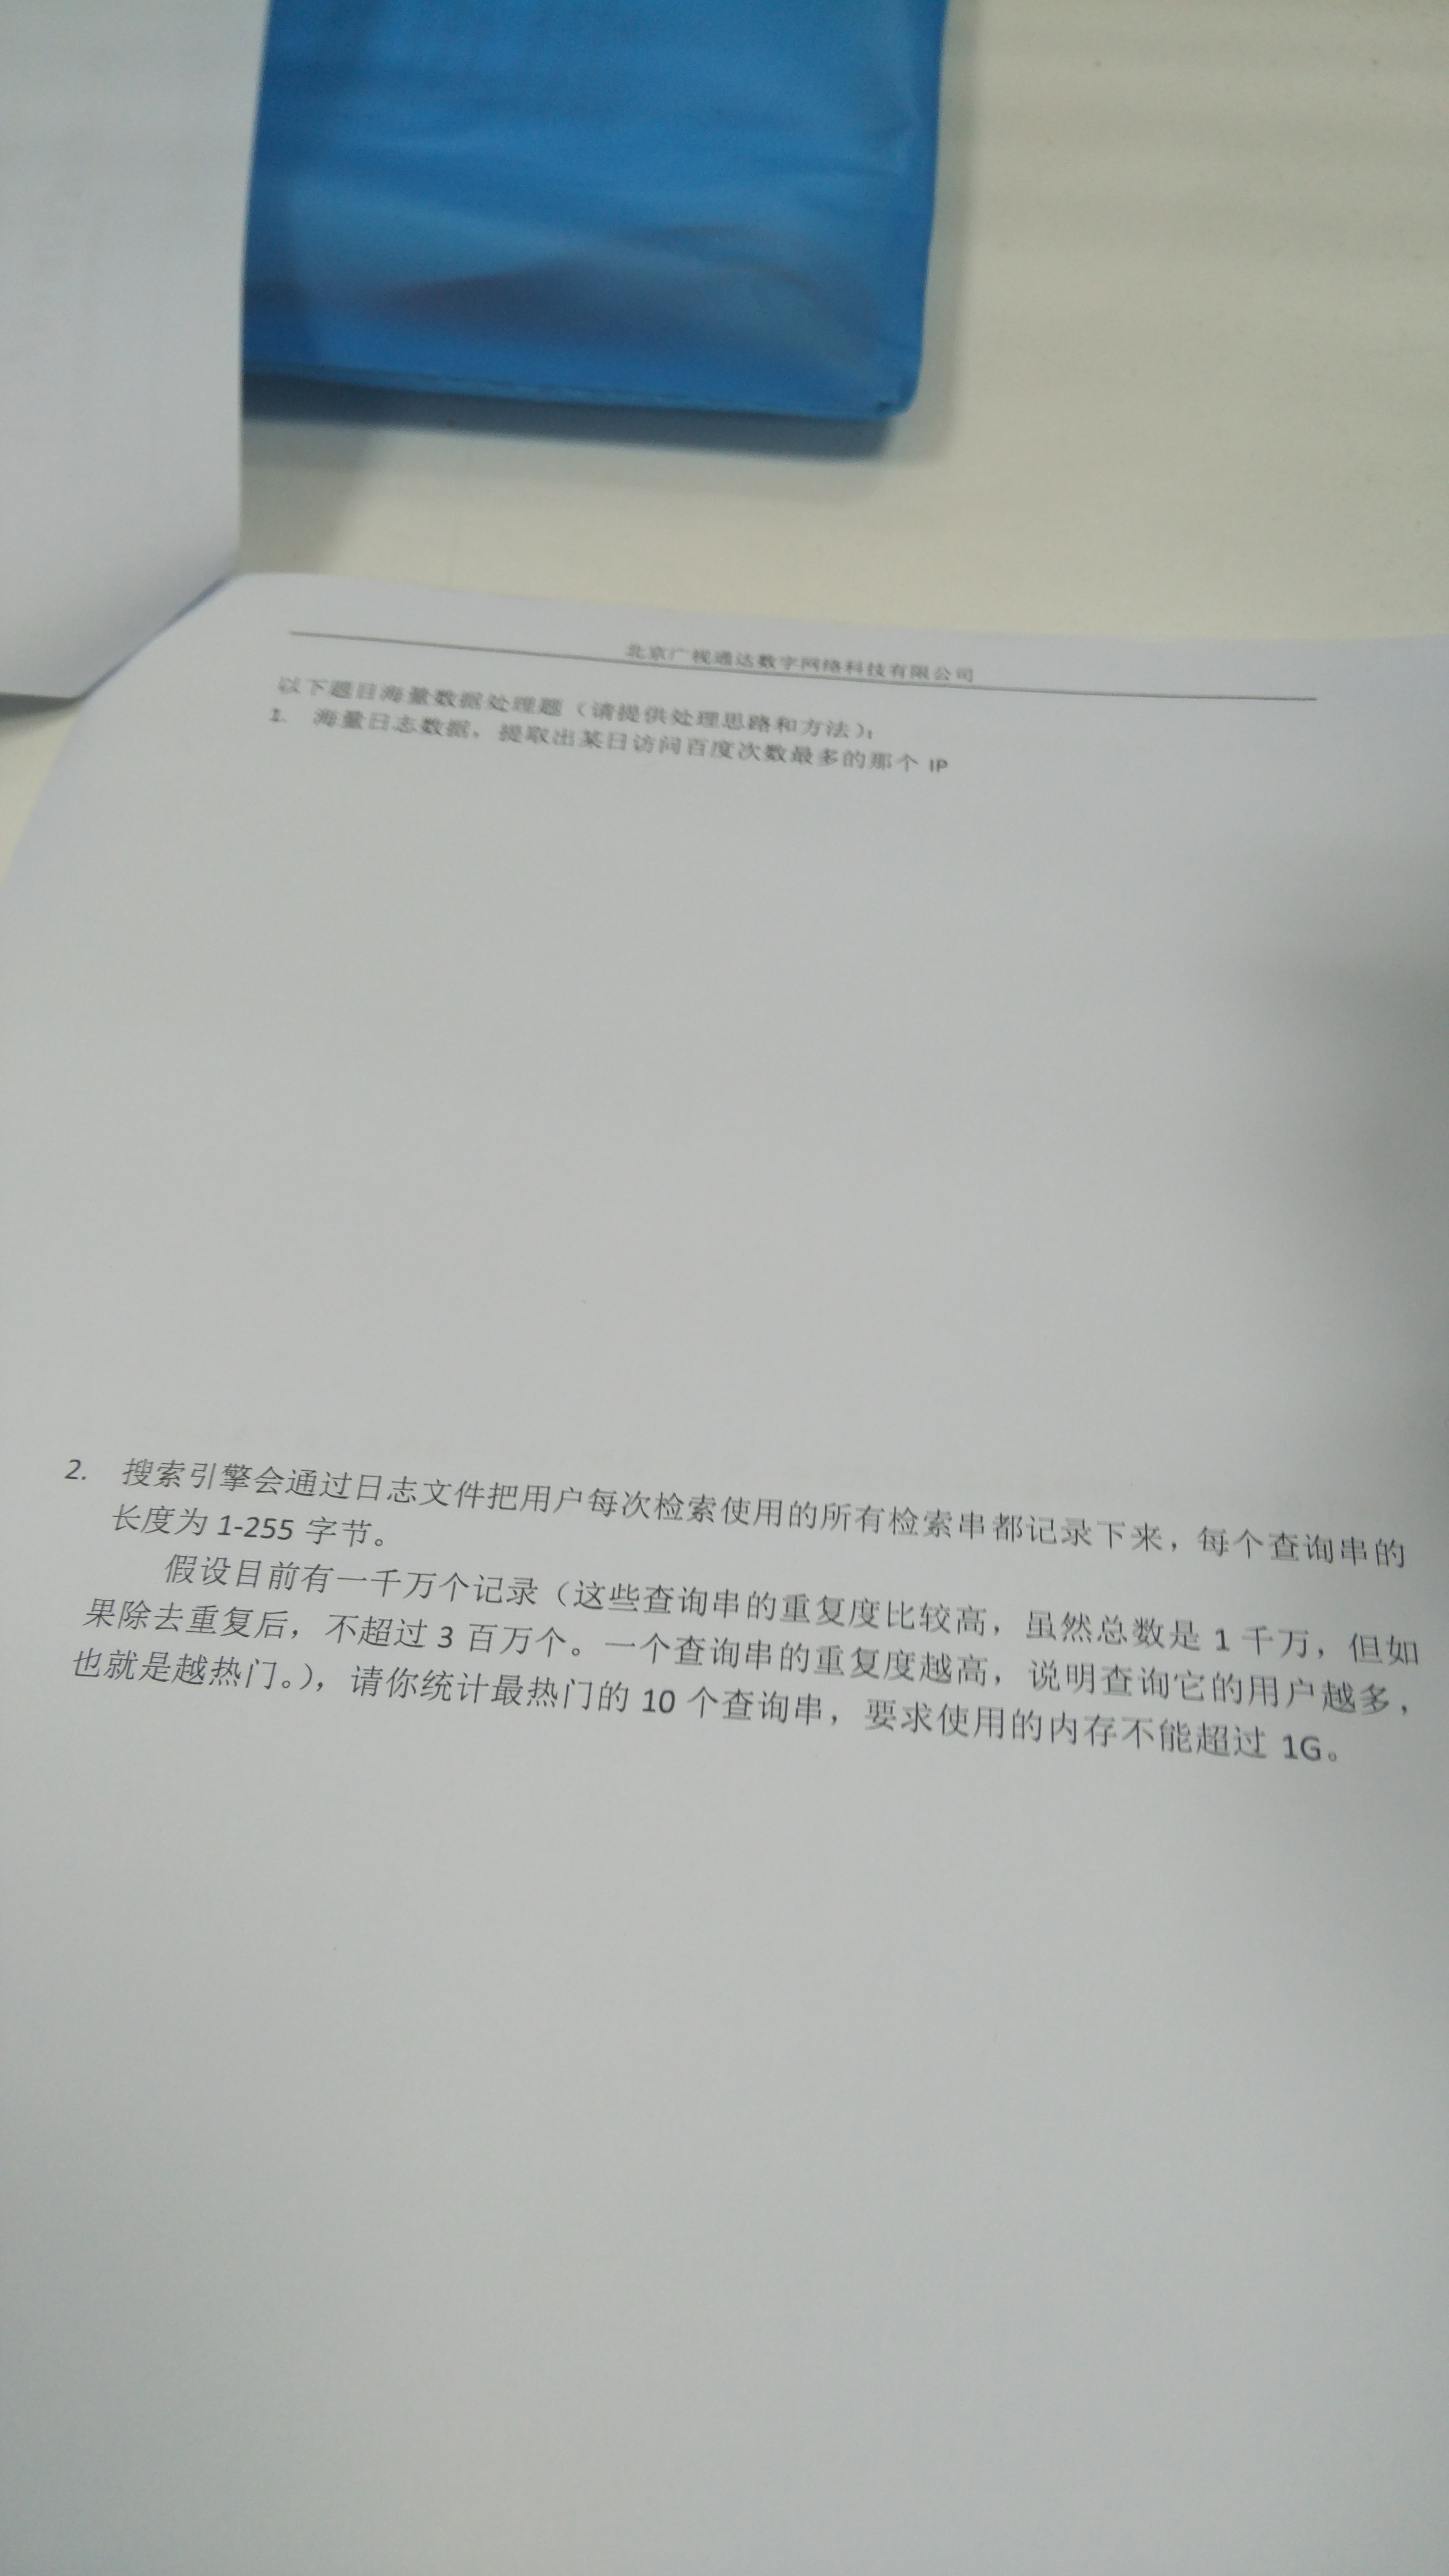 北京广视通达数字网络科技有限公司
以下题目海量数据处理题（请提供处理思路和方法）：
1. 海量日志数据，提取出某日访问百度次数最多的那个 IP
2. 搜索引擎会通过日志文件把用户每次检索使用的所有检索串都记录下来，每个查询串的
长度为 1-255 字节。
假设目前有一千万个记录（这些查询串的重复度比较高，虽然总数是 1 千万，但如
果除去重复后，不超过 3 百万个。一个查询串的重复度越高，说明查询它的用户越多，
也就是越热门。），请你统计最热门的 10 个查询串，要求使用的内存不能超过 1G。